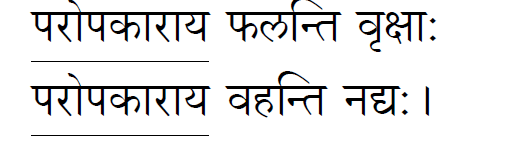 परोपकाराय फलन्ति वृक्षाः
परोपकाराय वहन्ति नद्यः ।